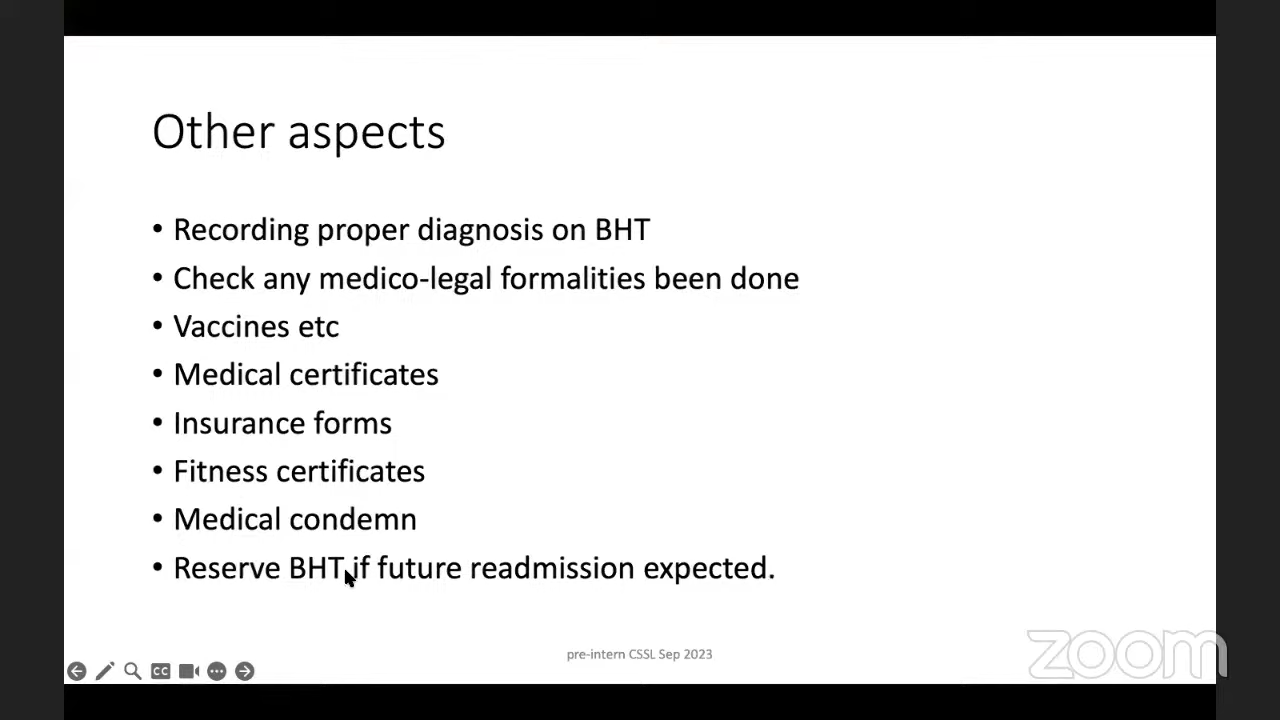 Other aspects
• Recording proper diagnosis on BHT
• Check any medico-legal formalities been done
• Vaccines etc
• Medical certificates
• Insurance forms
• Fitness certificates
• Medical condemn
• Reserve BHT if future readmission expected.
pre-intern CSSL Sep 2023
CC
zoom